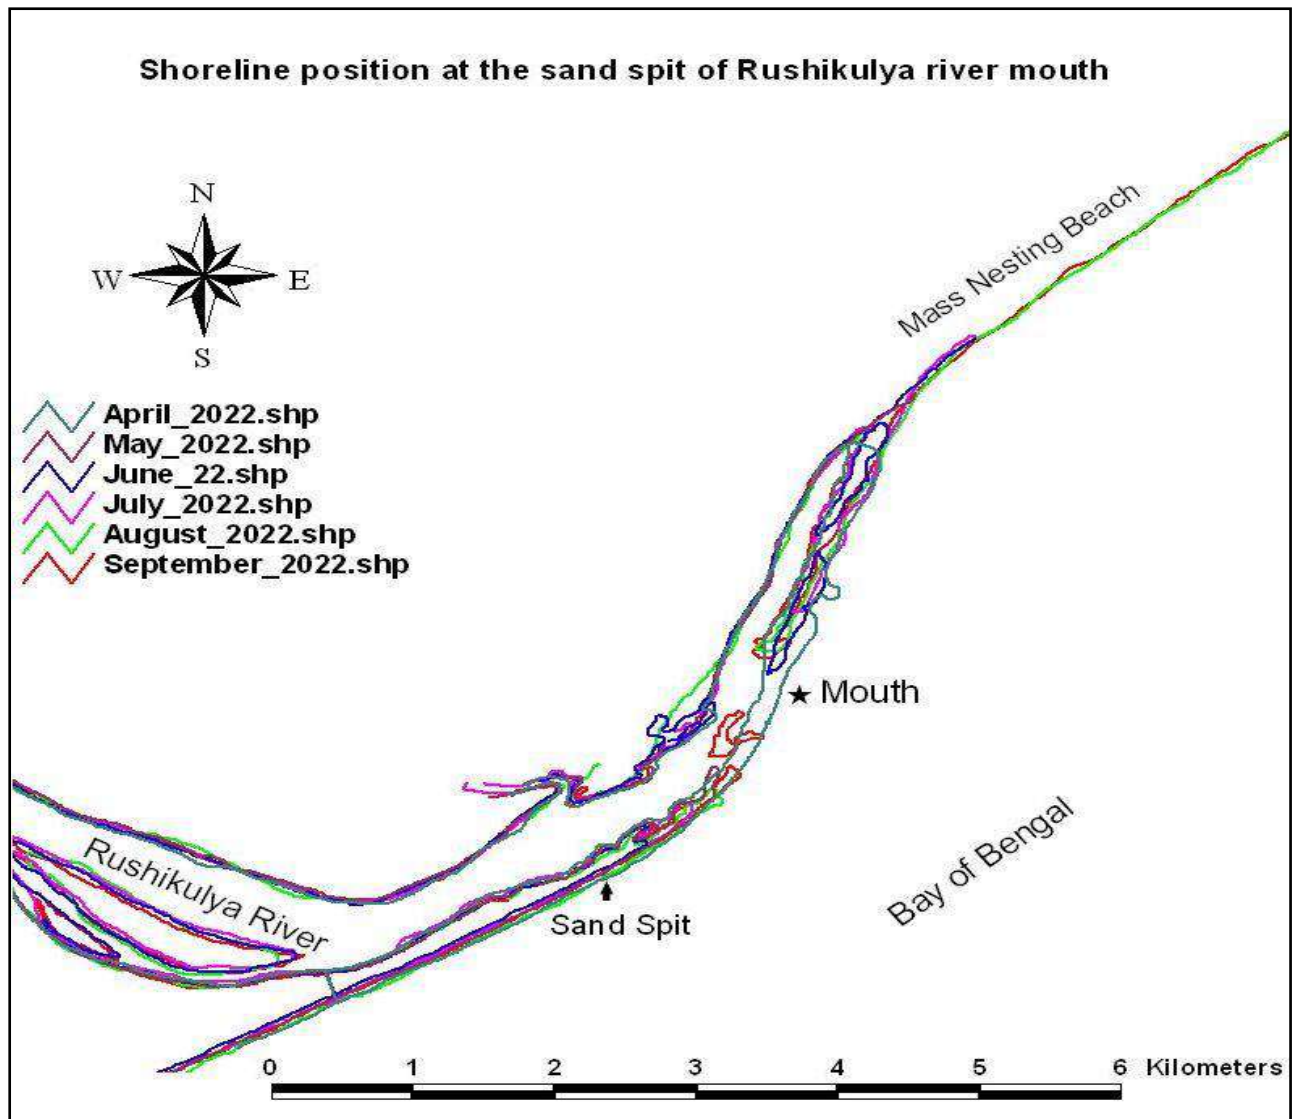 Shoreline position at the sand spit of Rushikulya river mouth
N
W E
S
Mass Nesting Beach
April_2022.shp
May_2022.shp
June_22.shp
July_2022.shp
August_2022.shp
September_2022.shp
Mouth
Rushikulya River
Bay of Bengal
Sand Spit
0 1 2 3 4 5 6 Kilometers